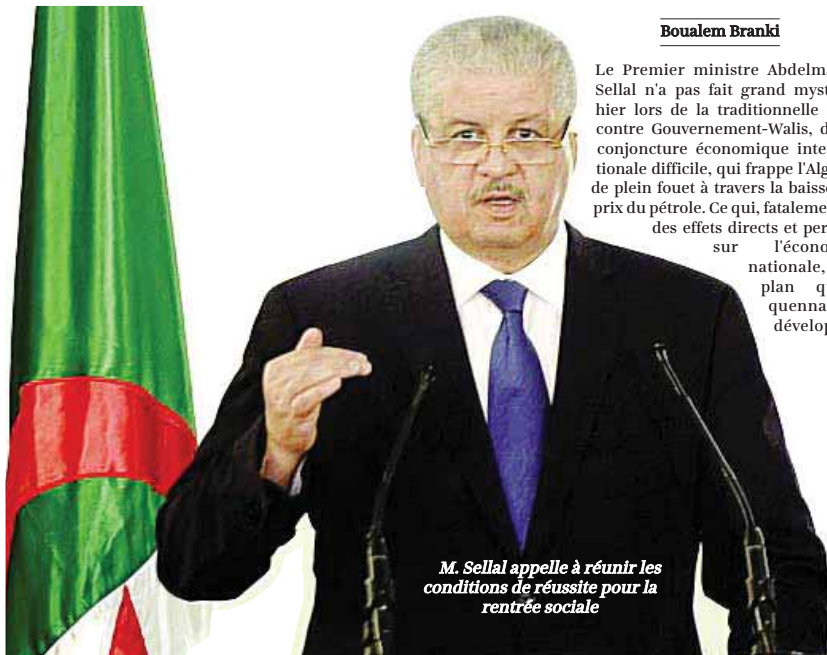 Boualem Branki
Le Premier ministre Abdelm
Sellal n'a pas fait grand myst
hier lors de la traditionnelle
contre Gouvernement-Walis, d
conjoncture économique inter
tionale difficile, qui frappe l'Alg
de plein fouet à travers la baisse
prix du pétrole. Ce qui, fataleme
des effets directs et per
sur l'écono
nationale,
plan q
quenna
dévelop
M. Sellal appelle à réunir les
conditions de réussite pour la
rentrée sociale